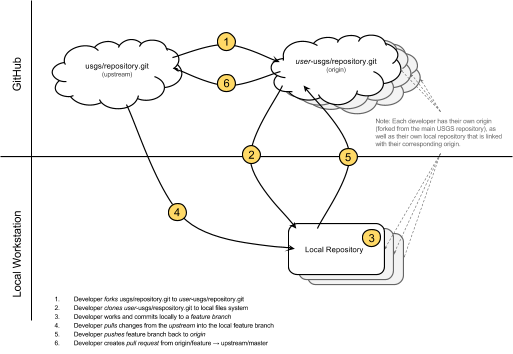 GitHub
usgs/repository.git
(upstream)
1
6
user-usgs/repository.git
(origin)
Note: Each developer has their own origin
(forked from the main USGS repository), as
well as their own local repository that is linked
with their corresponding origin.
2
5
Local Workstation
4
Local Repository
3
1. Developer forks usgs/repository.git to user-usgs/repository.git
2. Developer clones user-usgs/respository.git to local files system
3. Developer works and commits locally to a feature branch
4. Developer pulls changes from the upstream into the local feature branch
5. Developer pushes feature branch back to origin
6. Developer creates pull request from origin/feature → upstream/master